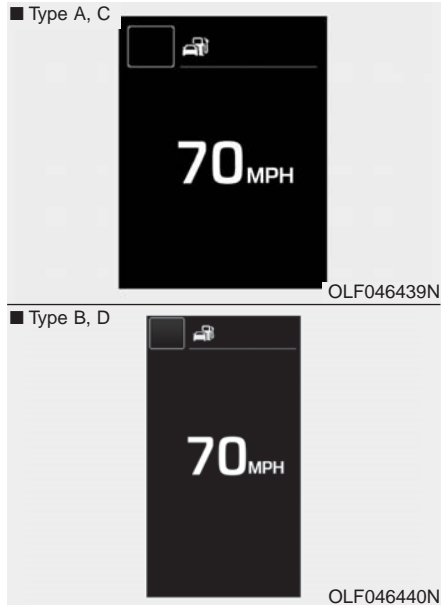 ■ Type A, C
70MPH
OLF046439N
■ Type B, D
70MPH
OLF046440N